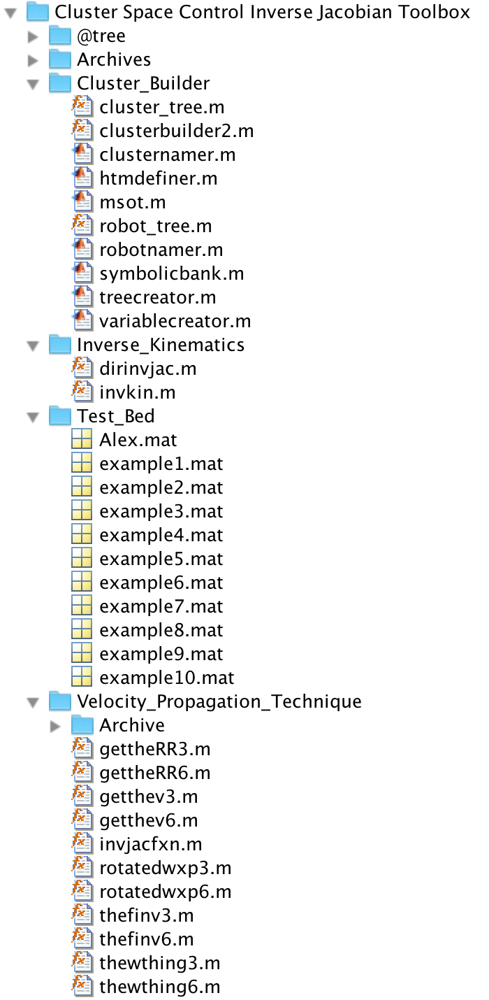 Cluster Space Control Inverse Jacobian Toolbox
@tree
Archives
Cluster_Builder
cluster_tree.m
clusterbuilder2.m
clusternamer.m
htmdefiner.m
msot.m
robot_tree.m
robotnamer.m
symbolicbank.m
treecreator.m
variablecreator.m
Inverse_Kinematics
dirinvjac.m
invkin.m
Test_Bed
Alex.mat
example1.mat
example2.mat
example3.mat
example4.mat
example5.mat
example6.mat
example7.mat
example8.mat
example9.mat
example10.mat
Velocity_Propagation_Technique
Archive
gettheRR3.m
gettheRR6.m
getthev3.m
getthev6.m
invjacfxn.m
rotatedwxp3.m
rotatedwxp6.m
thefinv3.m
thefinv6.m
thewthing3.m
thewthing6.m